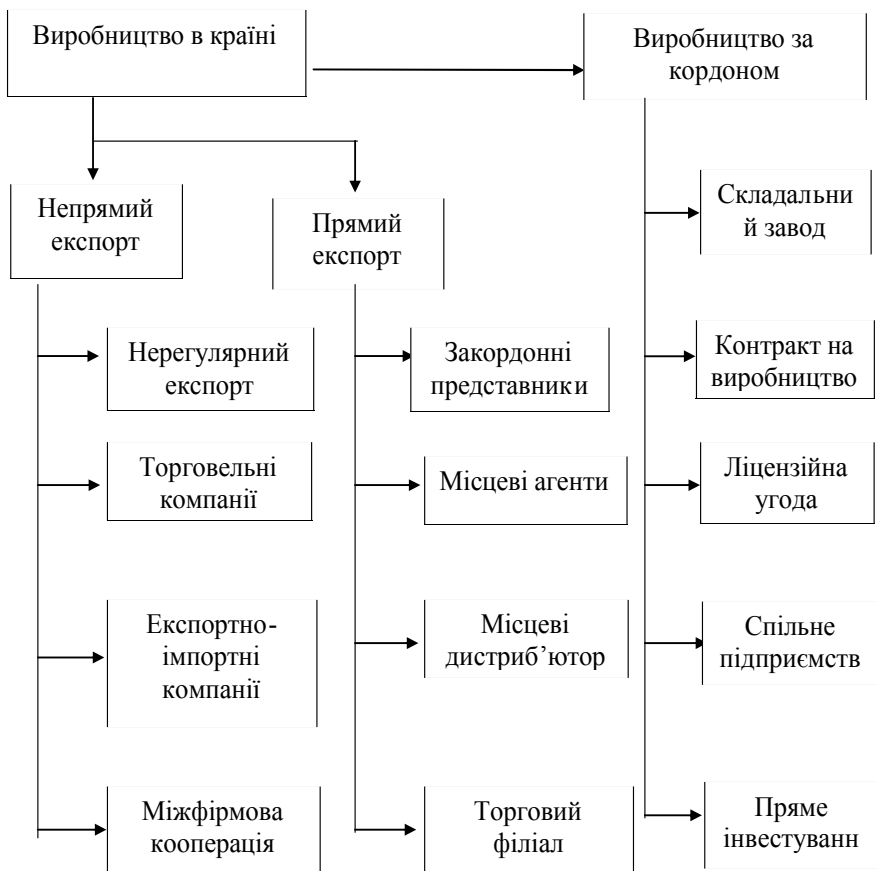 Виробництво в країні
Виробництво за
кордоном
Непрямий
експорт
Прямий
експорт
Складальни
й завод
Нерегулярний
експорт
Закордонні
представники
Контракт на
виробництво
Торговельні
компанії
Місцеві агенти
Ліцензійна
угода
Експортно-
імпортні
компанії
Місцеві
дистриб’ютор
Спільне
підприємств
Міжфірмова
кооперація
Торговий
філіал
Пряме
інвестуванн